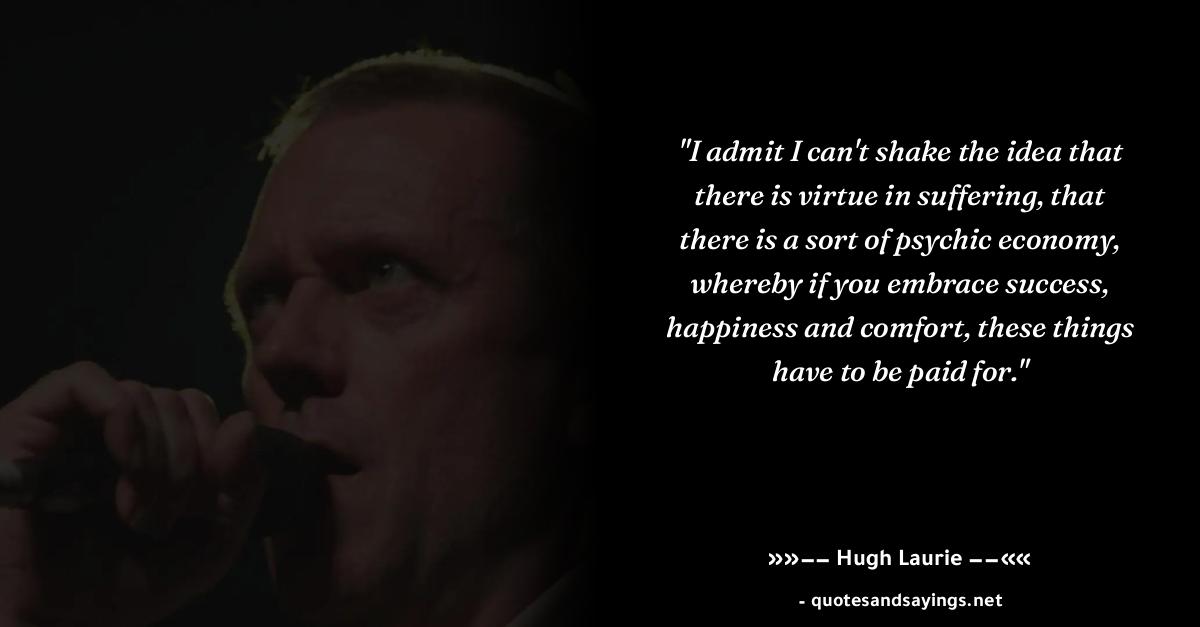 "I admit I can't shake the idea that
there is virtue in suffering, that
there is a sort of psychic economy,
whereby if you embrace success,
happiness and comfort, these things
have to be paid for."
»»−− Hugh Laurie −−««
- quotesandsayings.net